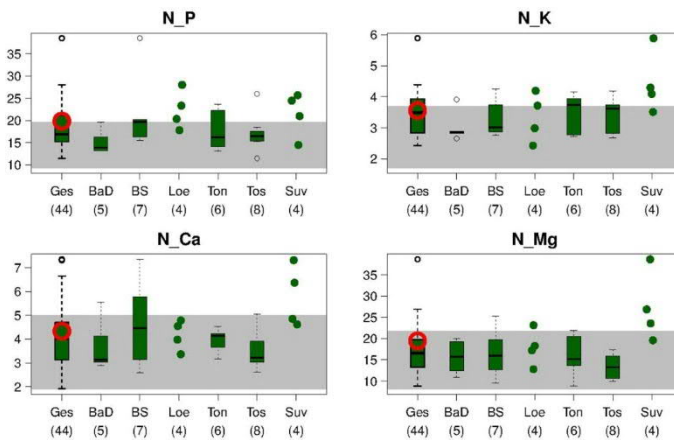 N_P
N_K
35
30
25
20
15
10
6
5
4
3
2
Ges BaD BS Loe Ton Tos Suv
(44) (5) (7) (4) (6) (8) (4)
Ges BaD BS Loe Ton Tos Suv
(44) (5) (7) (4) (6) (8) (4)
N_Ca
N_Mg
7
6
5
4
3
2
35
30
25
20
15
10
Ges BaD BS Loe Ton Tos Suv
(44) (5) (7) (4) (6) (8) (4)
Ges BaD BS Loe Ton Tos Suv
(44) (5) (7) (4) (6) (8) (4)